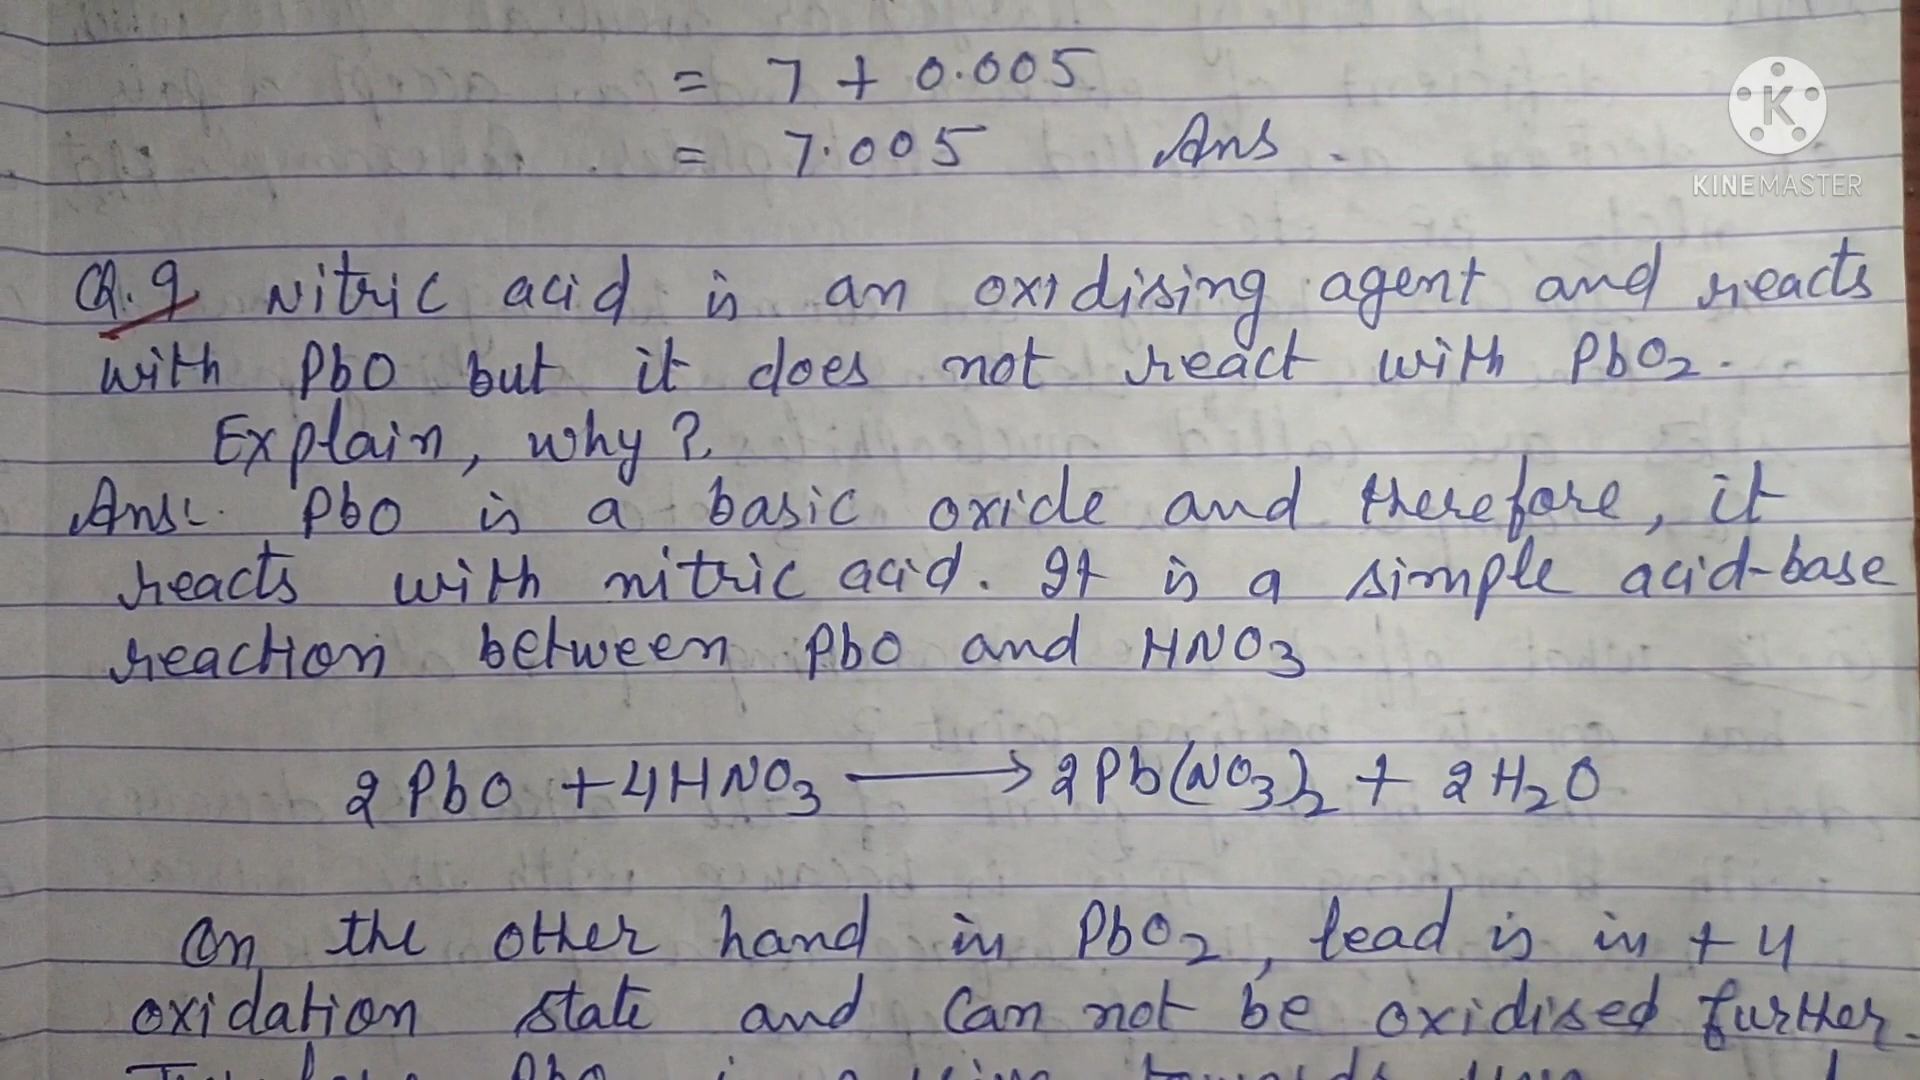 = 7 + 0.005
= 7.005 Ans.
K
KINEMASTER
Q.9 Nitric acid is an oxidising agent and reacts
with PbO but it does not react with PbO2.
Explain, why?
Ans:. PbO is a basic oxide and therefore, it
reacts with nitric acid. It is a simple acid-base
reaction between PbO and HNO3
2PbO + 4HNO3 → 2Pb(NO3)2 + 2H2O
On the other hand in PbO2, lead is in +4
oxidation state and can not be oxidised further.